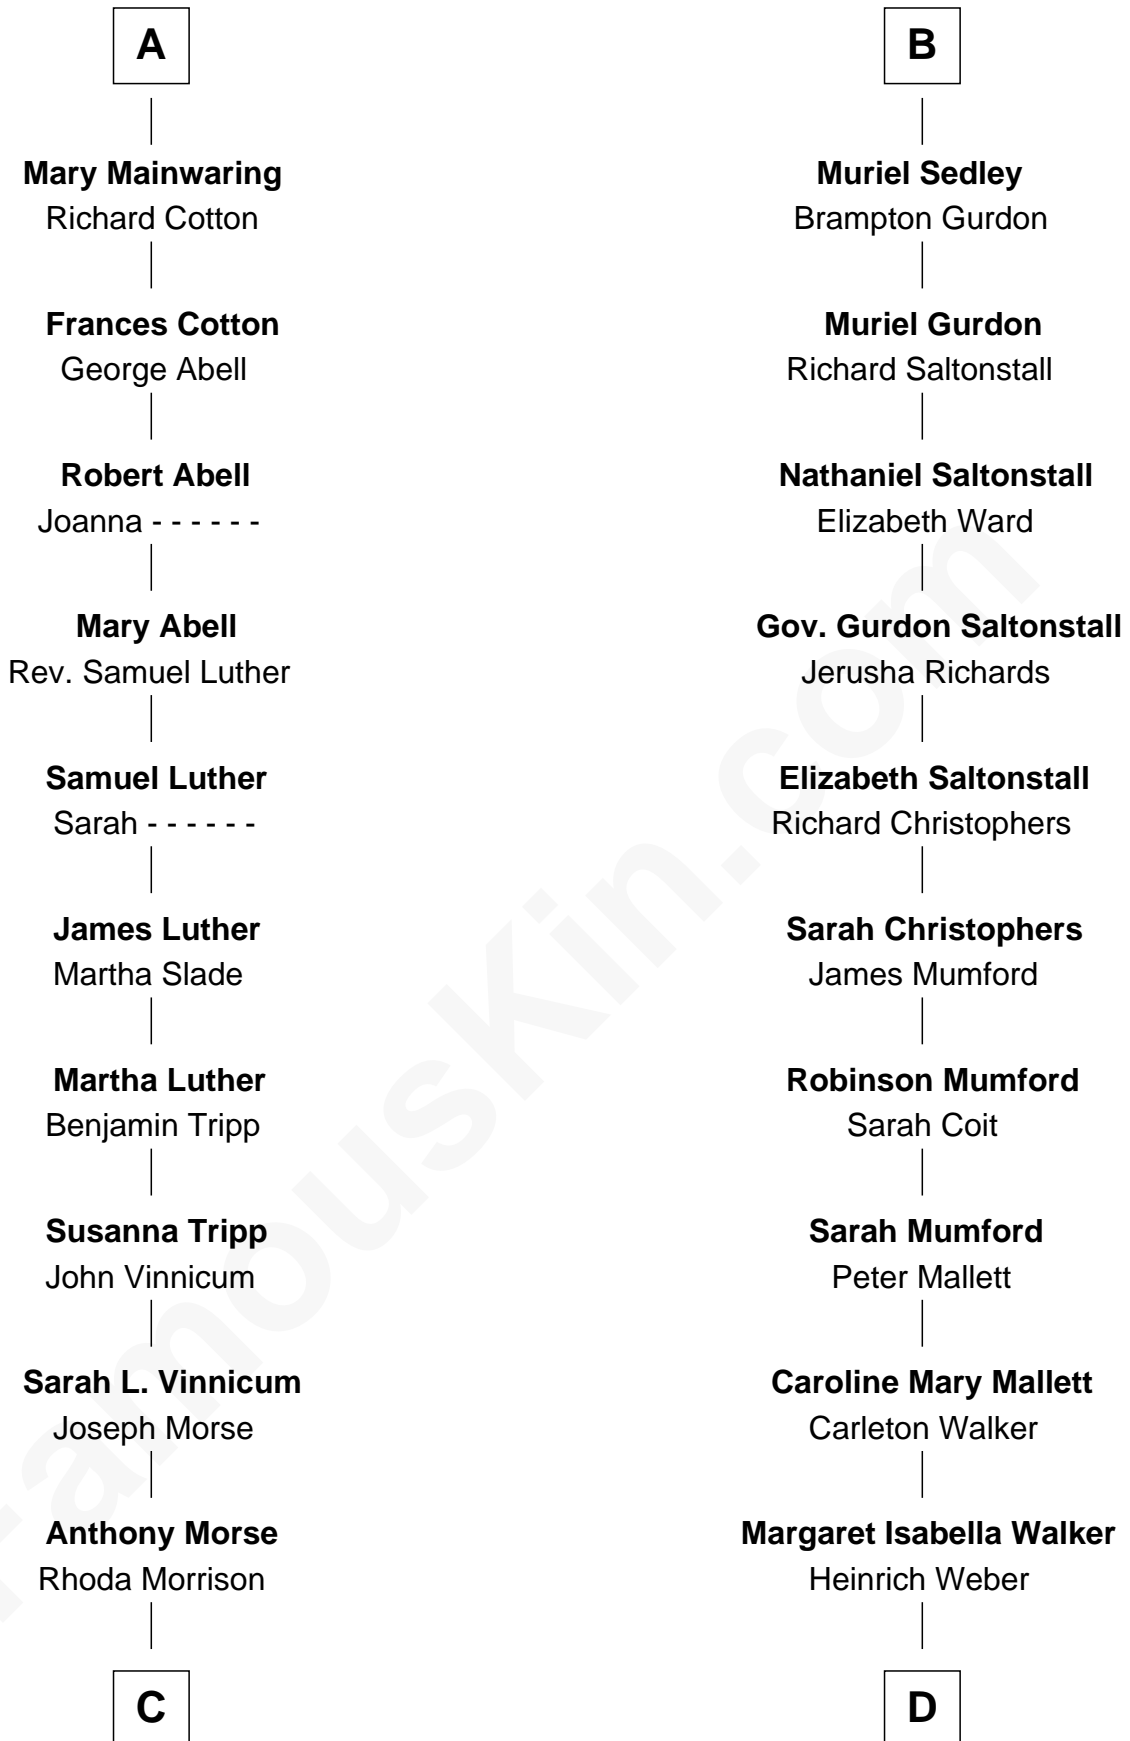 A
Mary Mainwaring
Richard Cotton
Frances Cotton
George Abell
Robert Abell
Joanna - - - - - -
Mary Abell
Rev. Samuel Luther
Samuel Luther
Sarah - - - - - -
James Luther
Martha Slade
Martha Luther
Benjamin Tripp
Susanna Tripp
John Vinnicum
Sarah L. Vinnicum
Joseph Morse
Anthony Morse
Rhoda Morrison
C
B
Muriel Sedley
Brampton Gurdon
Muriel Gurdon
Richard Saltonstall
Nathaniel Saltonstall
Elizabeth Ward
Gov. Gurdon Saltonstall
Jerusha Richards
Elizabeth Saltonstall
Richard Christophers
Sarah Christophers
James Mumford
Robinson Mumford
Sarah Coit
Sarah Mumford
Peter Mallett
Caroline Mary Mallett
Carleton Walker
Margaret Isabella Walker
Heinrich Weber
D
FamousKin.com